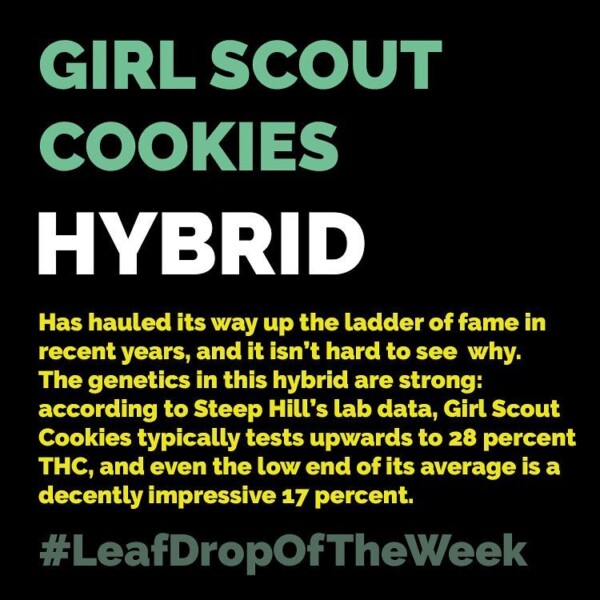 GIRL SCOUT
COOKIES
HYBRID
Has hauled its way up the ladder of fame in
recent years, and it isn't hard to see  why.
The genetics in this hybrid are strong:
according to Steep Hill's lab data, Girl Scout
Cookies typically tests upwards to 28 percent
THC, and even the low end of its average is a
decently impressive 17 percent.
#LeafDropOfTheWeek